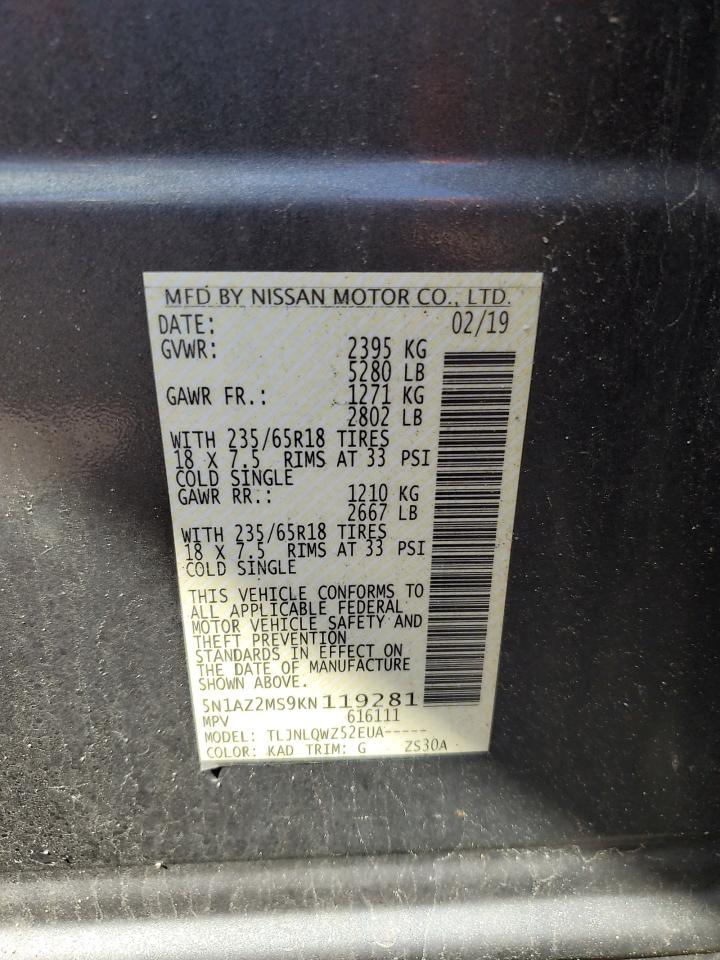 MFD BY NISSAN MOTOR CO., LTD.
DATE: 02/19
GVWR: 2395 KG
5280 LB
GAWR FR.: 1271 KG
2802 LB
WITH 235/65R18 TIRES
18 X 7.5 RIMS AT 33 PSI
COLD SINGLE
GAWR RR.: 1210 KG
2667 LB
WITH 235/65R18 TIRES
18 X 7.5 RIMS AT 33 PSI
COLD SINGLE
THIS VEHICLE CONFORMS TO
ALL APPLICABLE FEDERAL
MOTOR VEHICLE SAFETY AND
THEFT PREVENTION
STANDARDS IN EFFECT ON
THE DATE OF MANUFACTURE
SHOWN ABOVE.
5N1AZ2MS9KN119281
MPV 616111
MODEL: TLJNLQWZ52EUA-----
COLOR: KAD TRIM: G ZS30A